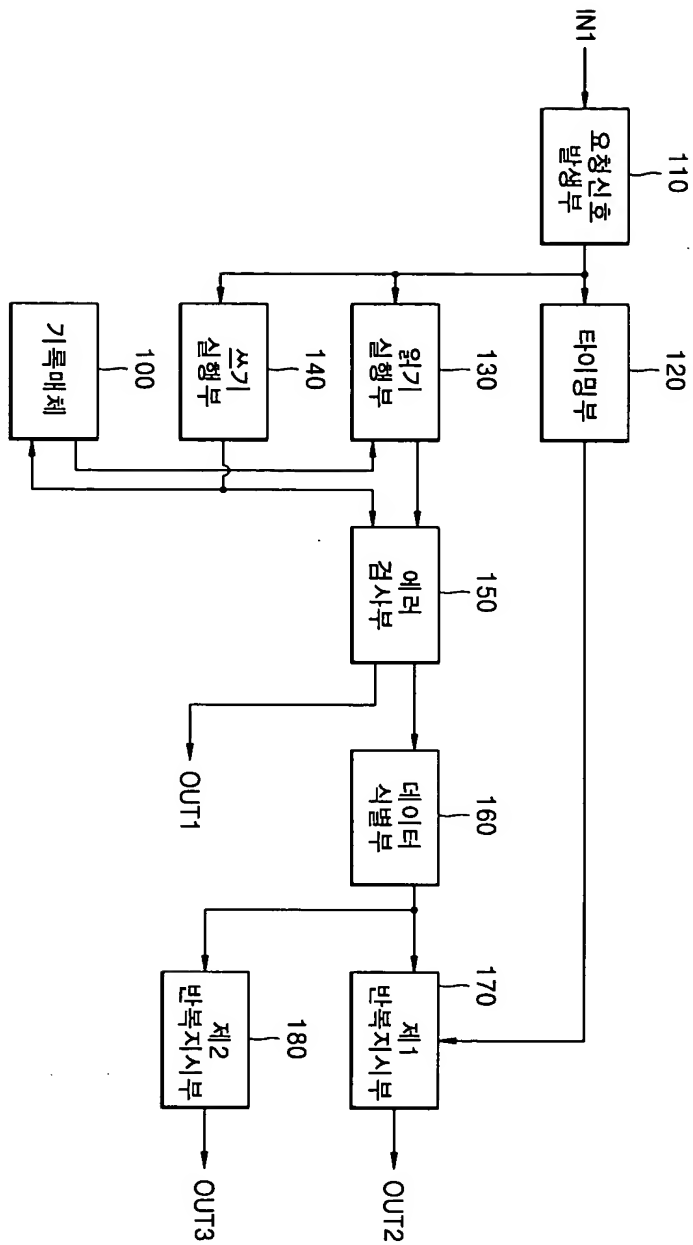 IN1
110
요청신호
발생부
120
타이밍부
130
읽기
실행부
140
쓰기
실행부
100
기록매체
150
에러
검사부
OUT1
160
데이터
식별부
170
제1
반복지시부
180
제2
반복지시부
OUT2
OUT3